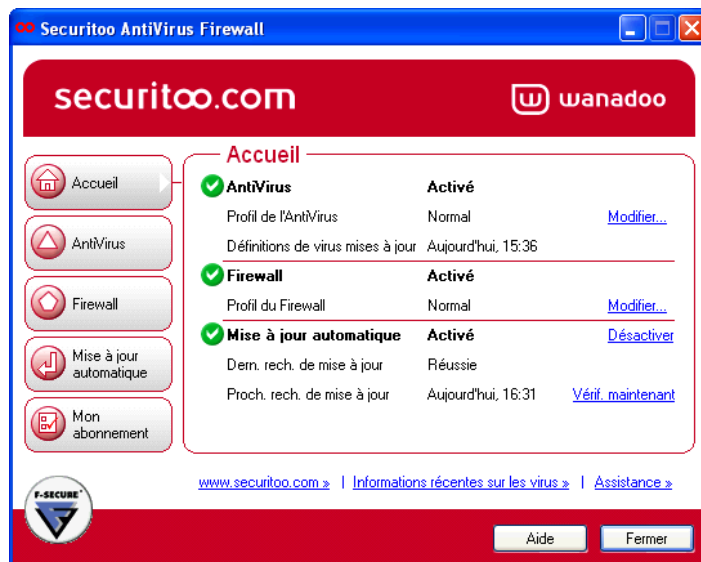 Securitoo AntiVirus Firewall
securitoo.com
w wanadoo
Accueil
AntiVirus
Firewall
Mise à jour
automatique
Mon
abonnement
Accueil
AntiVirus Activé
Profil de l'AntiVirus Normal Modifier...
Définitions de virus mises à jour Aujourd'hui, 15:36
Firewall Activé
Profil du Firewall Normal Modifier...
Mise à jour automatique Activé Désactiver
Dern. rech. de mise à jour Réussie
Proch. rech. de mise à jour Aujourd'hui, 16:31 Vérif. maintenant
www.securitoo.com » | Informations récentes sur les virus » | Assistance »
F-SECURE
Aide Fermer